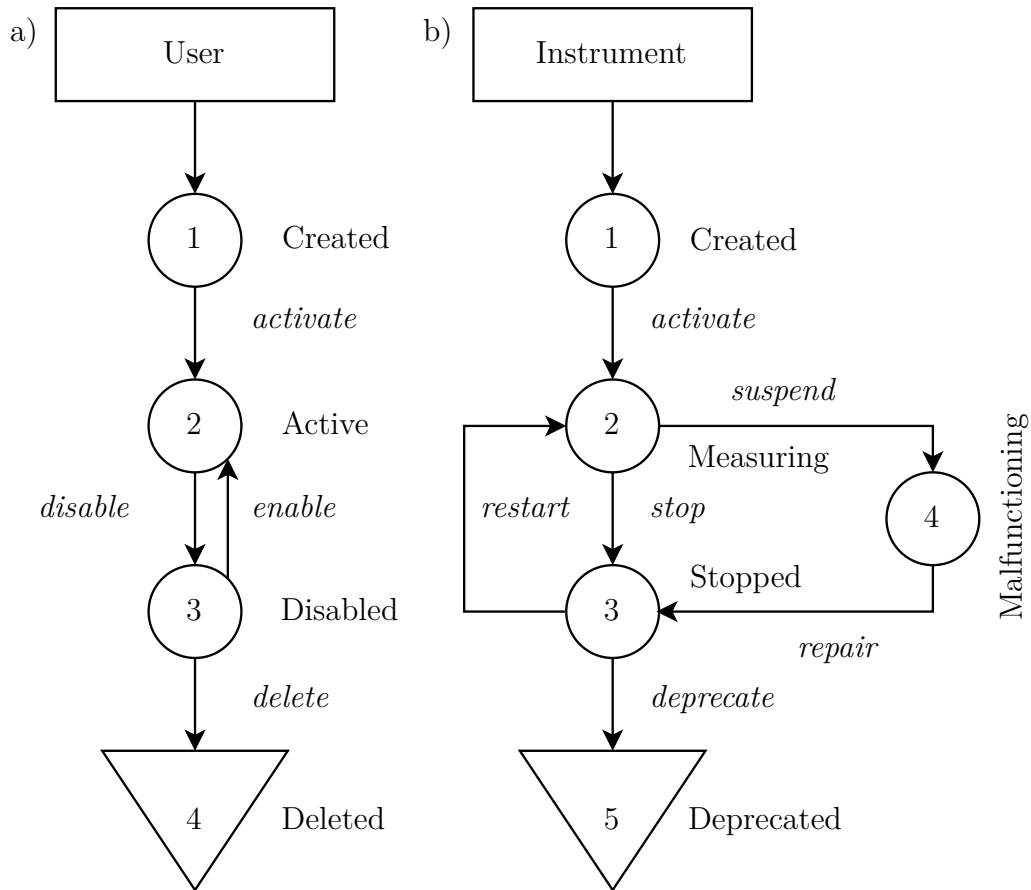 a)
User
1
Created
activate
2
Active
disable
enable
3
Disabled
delete
4
Deleted
b)
Instrument
1
Created
activate
2
suspend
Measuring
Malfunctioning
4
restart
stop
Stopped
3
repair
deprecate
5
Deprecated